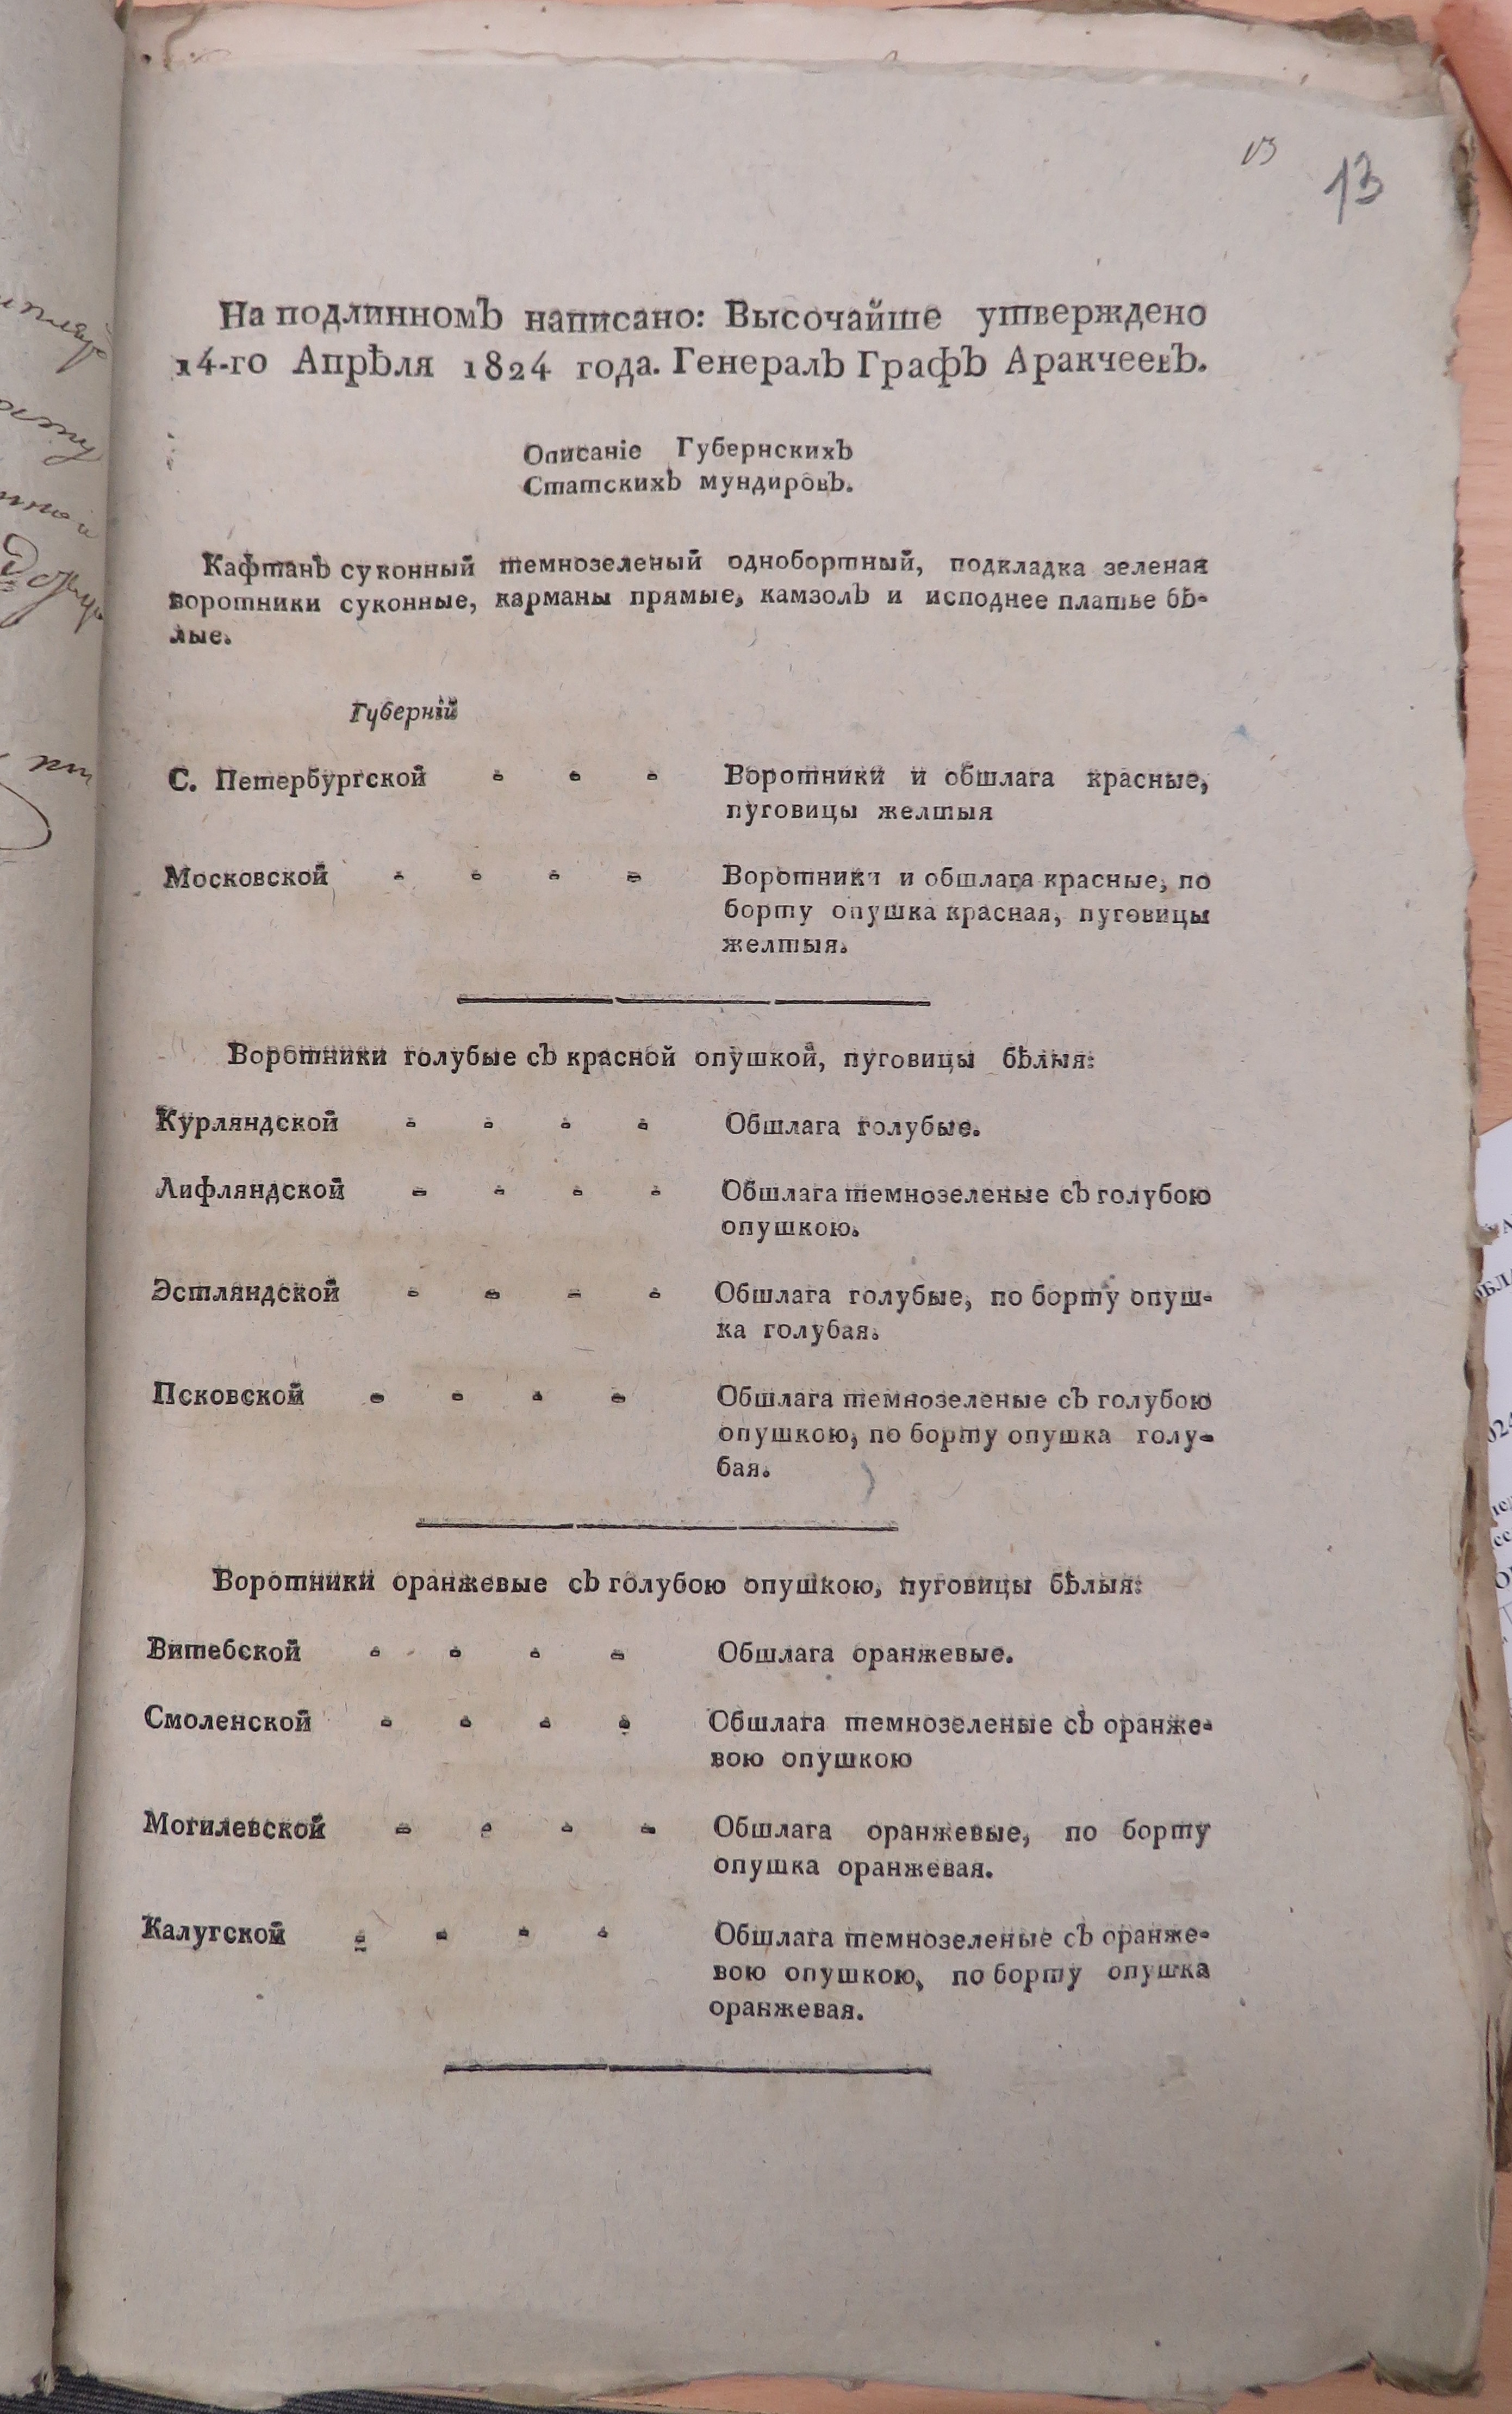 13
13
На подлинномъ написано: Высочайше утверждено
14-го Апрѣля 1824 года. Генералъ Графъ Аракчеевъ.
Описаніе Губернскихъ
Статскихъ мундировъ.
Кафтанъ суконный темнозеленый однобортный, подкладка зеленая
воротники суконные, карманы прямые, камзолъ и исподнее платье бѣ-
лые.
Губерній
С. Петербургской - - - Воротники и обшлага красные,
пуговицы желтыя
Московской - - - - Воротники и обшлага красные, по
борту опушка красная, пуговицы
желтыя.
Воротники голубые съ красной опушкой, пуговицы бѣлыя:
Курляндской - - - - Обшлага голубые.
Лифляндской - - - - Обшлага темнозеленые съ голубою
опушкою.
Эстляндской - - - - Обшлага голубые, по борту опуш-
ка голубая.
Псковской - - - - Обшлага темнозеленые съ голубою
опушкою, по борту опушка голу-
бая.
Воротники оранжевые съ голубою опушкою, пуговицы бѣлыя:
Витебской - - - - Обшлага оранжевые.
Смоленской - - - - Обшлага темнозеленые съ оранже-
вою опушкою
Могилевской - - - - Обшлага оранжевые, по борту
опушка оранжевая.
Калугской - - - - Обшлага темнозеленые съ оранже-
вою опушкою, по борту опушка
оранжевая.